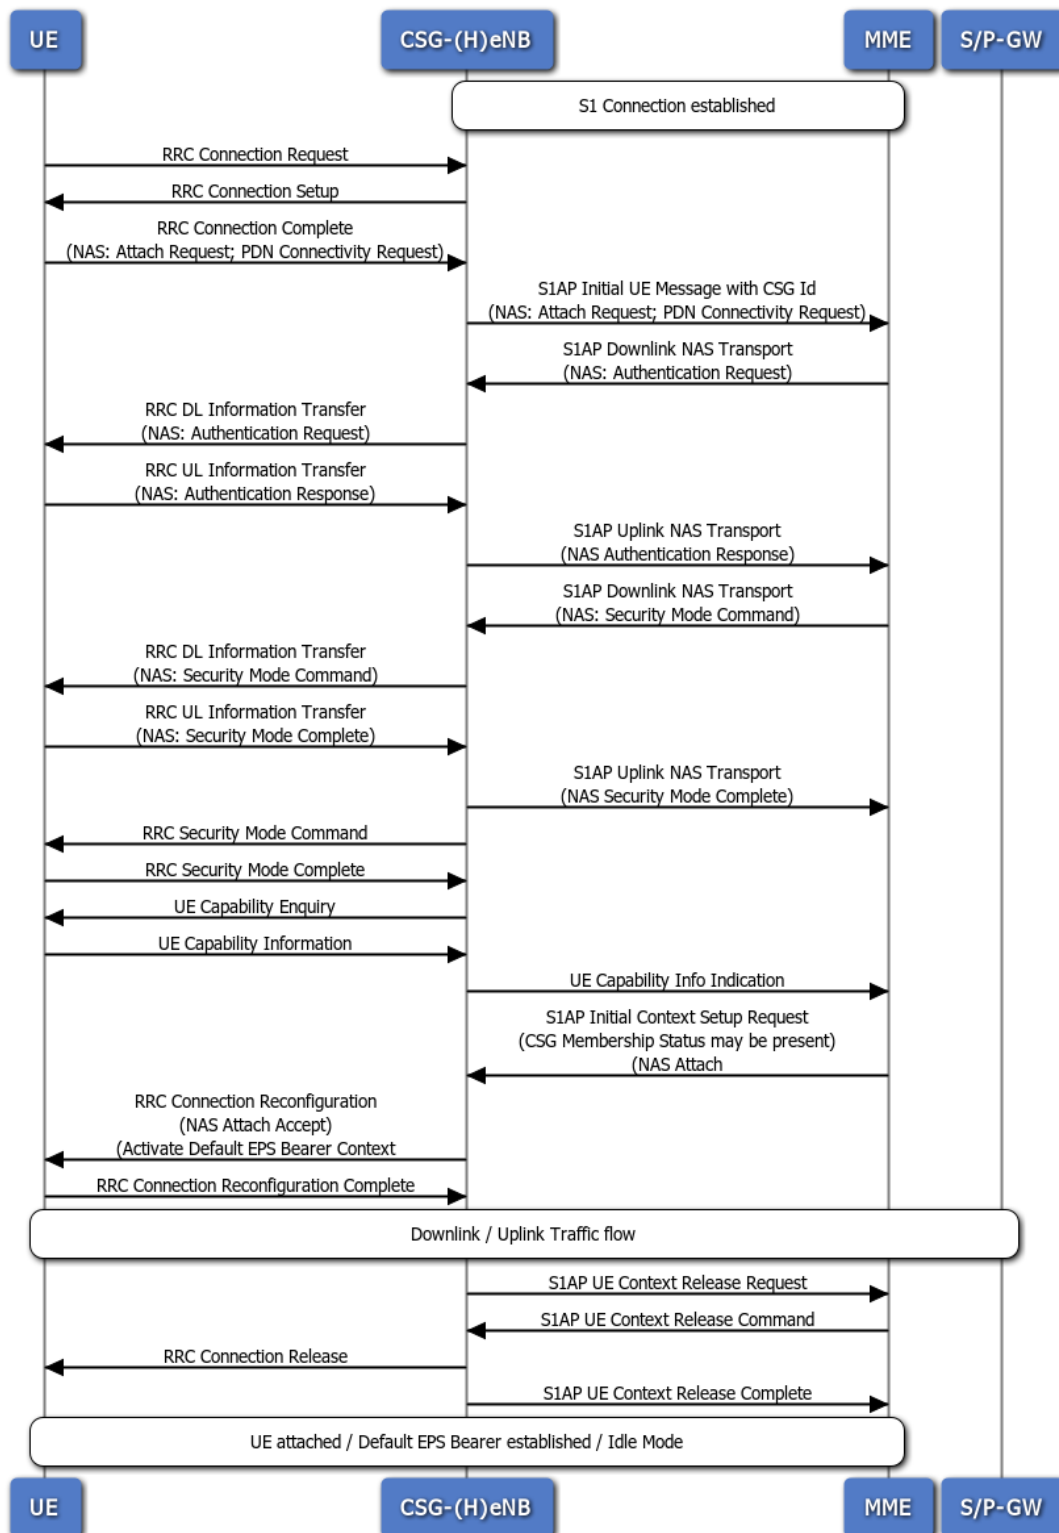 UE
CSG-(H)eNB
MME
S/P-GW
S1 Connection established
RRC Connection Request
RRC Connection Setup
RRC Connection Complete
(NAS: Attach Request; PDN Connectivity Request)
S1AP Initial UE Message with CSG Id
(NAS: Attach Request; PDN Connectivity Request)
S1AP Downlink NAS Transport
(NAS: Authentication Request)
RRC DL Information Transfer
(NAS: Authentication Request)
RRC UL Information Transfer
(NAS: Authentication Response)
S1AP Uplink NAS Transport
(NAS Authentication Response)
S1AP Downlink NAS Transport
(NAS: Security Mode Command)
RRC DL Information Transfer
(NAS: Security Mode Command)
RRC UL Information Transfer
(NAS: Security Mode Complete)
S1AP Uplink NAS Transport
(NAS Security Mode Complete)
RRC Security Mode Command
RRC Security Mode Complete
UE Capability Enquiry
UE Capability Information
UE Capability Info Indication
S1AP Initial Context Setup Request
(CSG Membership Status may be present)
(NAS Attach
RRC Connection Reconfiguration
(NAS Attach Accept)
(Activate Default EPS Bearer Context
RRC Connection Reconfiguration Complete
Downlink / Uplink Traffic flow
S1AP UE Context Release Request
S1AP UE Context Release Command
RRC Connection Release
S1AP UE Context Release Complete
UE attached / Default EPS Bearer established / Idle Mode
UE
CSG-(H)eNB
MME
S/P-GW